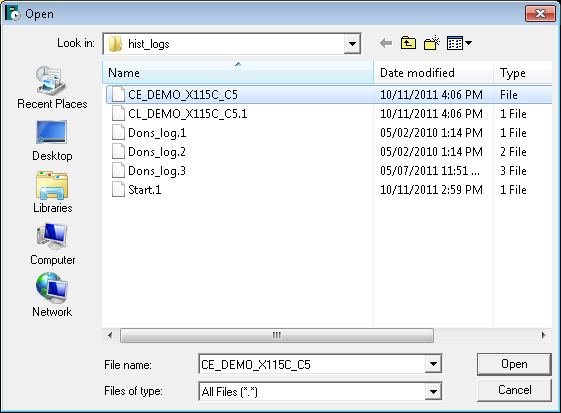 Open
Look in: hist_logs
Name Date modified Type
CE_DEMO_X115C_C5 10/11/2011 4:06 PM File
CL_DEMO_X115C_C5.1 10/11/2011 4:06 PM 1 File
Dons_log.1 05/02/2010 1:14 PM 1 File
Dons_log.2 05/02/2010 1:14 PM 2 File
Dons_log.3 05/07/2011 11:51 ... 3 File
Start.1 10/11/2011 2:59 PM 1 File
Recent Places
Desktop
Libraries
Computer
Network
File name: CE_DEMO_X115C_C5 Open
Files of type: All Files (*.*) Cancel